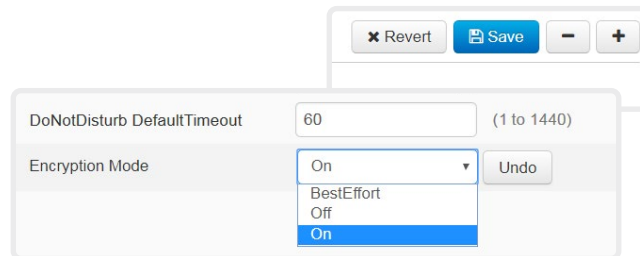 Revert Save
DoNotDisturb DefaultTimeout 60 (1 to 1440)
Encryption Mode On Undo
BestEffort
Off
On